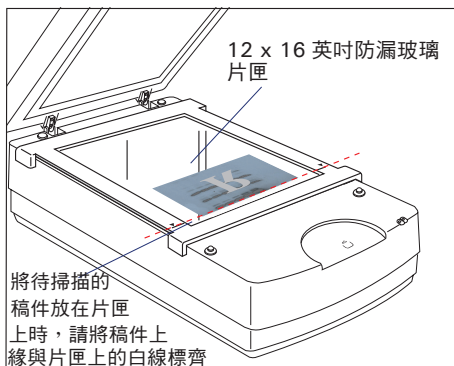 12 x 16 英吋防漏玻璃
片匣
將待掃描的
稿件放在片匣
上時，請將稿件上
緣與片匣上的白線標齊